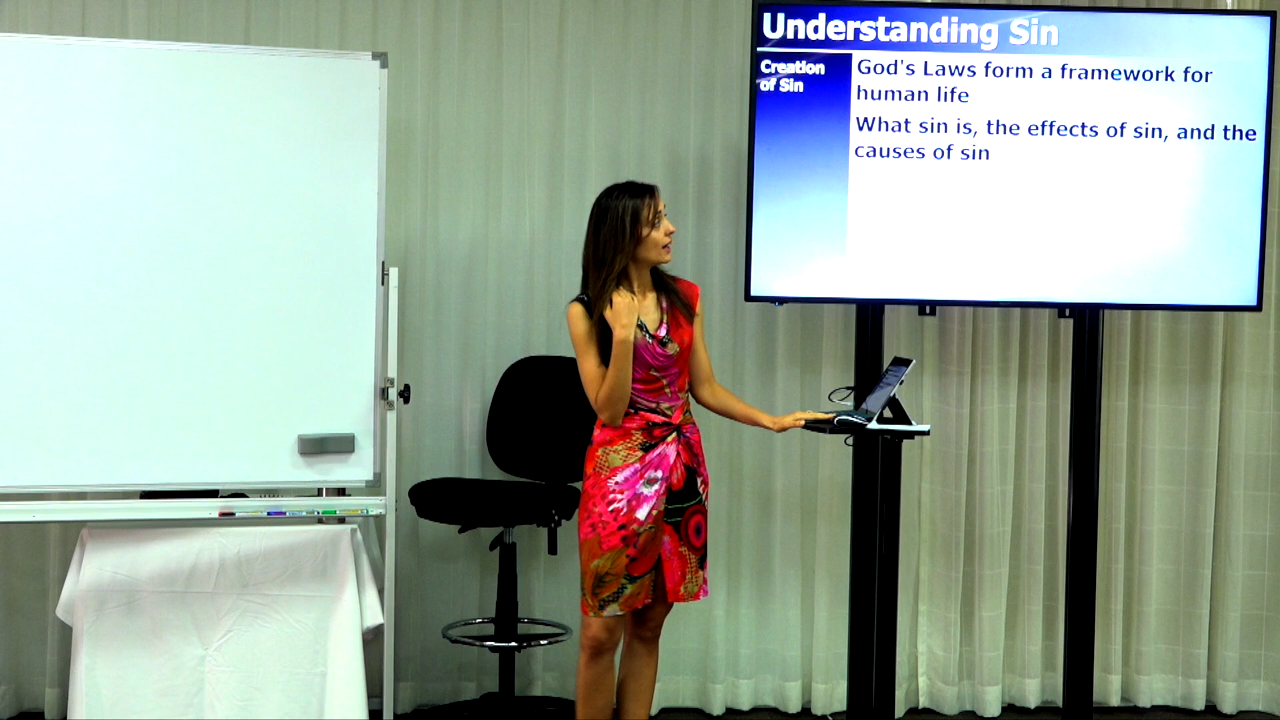 Understanding Sin
Creation
of Sin
God's Laws form a framework for
human life
What sin is, the effects of sin, and the
causes of sin